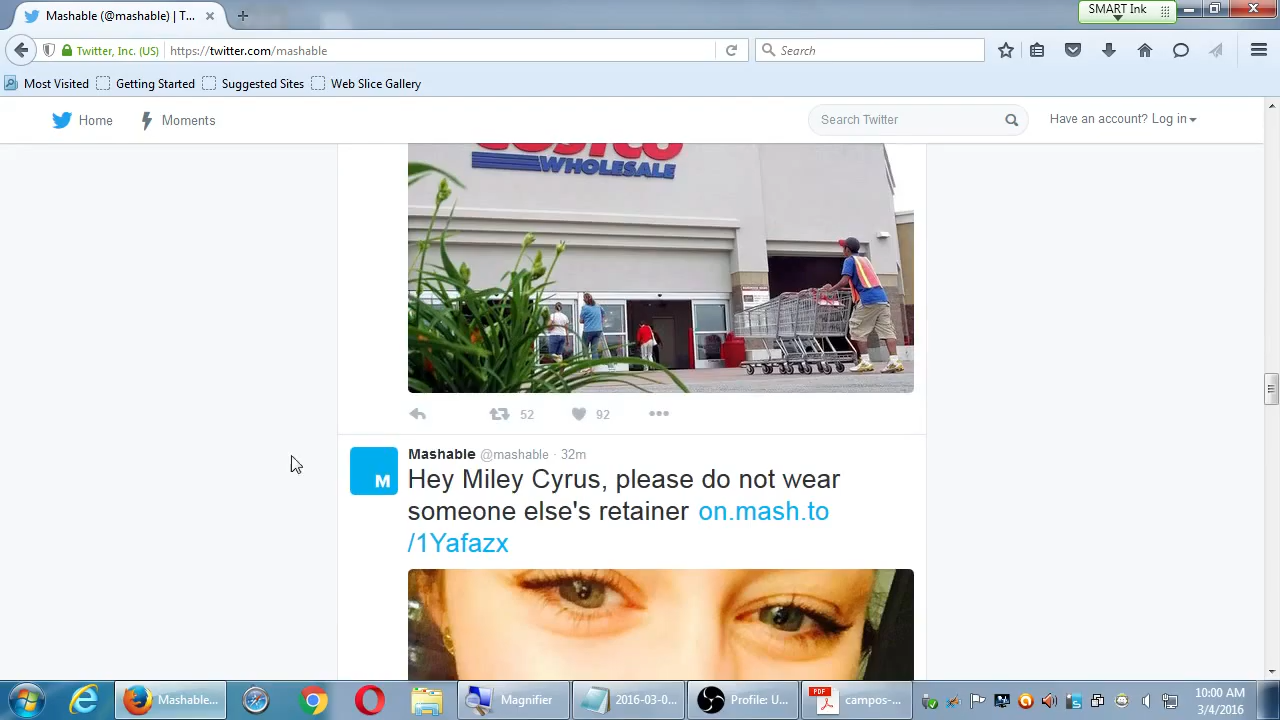 Mashable (@mashable) | T...
SMART Ink
Twitter, Inc. (US)
https://twitter.com/mashable
Search
Most Visited
Getting Started
Suggested Sites
Web Slice Gallery
Home
Moments
Search Twitter
Have an account? Log in
COSTCO
WHOLESALE
52
92
Mashable @mashable · 32m
Hey Miley Cyrus, please do not wear
someone else's retainer on.mash.to
/1Yafazx
Mashable...
Magnifier
2016-03-0...
Profile: U...
PDF
campos-...
10:00 AM
3/4/2016